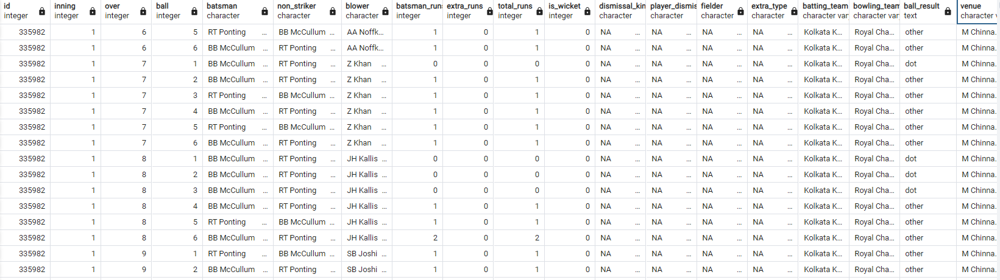 id inning over ball batsman non_striker blower batsman_runs extra_runs total_runs is_wicket dismissal_kin player_dismis fielder extra_type batting_team bowling_team ball_result venue
integer integer integer integer character character character integer integer integer integer character character character character character vary character vary text character v
335982 1 6 5 RT Ponting ... BB McCullum ... AA Noffk... 1 0 1 0 NA ... NA ... NA ... NA ... Kolkata K... Royal Cha... other M Chinna.
335982 1 6 6 BB McCullum ... RT Ponting ... AA Noffk... 1 0 1 0 NA ... NA ... NA ... NA ... Kolkata K... Royal Cha... other M Chinna.
335982 1 7 1 BB McCullum ... RT Ponting ... Z Khan ... 0 0 0 0 NA ... NA ... NA ... NA ... Kolkata K... Royal Cha... dot M Chinna.
335982 1 7 2 BB McCullum ... RT Ponting ... Z Khan ... 1 0 1 0 NA ... NA ... NA ... NA ... Kolkata K... Royal Cha... other M Chinna.
335982 1 7 3 RT Ponting ... BB McCullum ... Z Khan ... 1 0 1 0 NA ... NA ... NA ... NA ... Kolkata K... Royal Cha... other M Chinna.
335982 1 7 4 BB McCullum ... RT Ponting ... Z Khan ... 1 0 1 0 NA ... NA ... NA ... NA ... Kolkata K... Royal Cha... other M Chinna.
335982 1 7 5 RT Ponting ... BB McCullum ... Z Khan ... 1 0 1 0 NA ... NA ... NA ... NA ... Kolkata K... Royal Cha... other M Chinna.
335982 1 7 6 BB McCullum ... RT Ponting ... Z Khan ... 1 0 1 0 NA ... NA ... NA ... NA ... Kolkata K... Royal Cha... other M Chinna.
335982 1 8 1 BB McCullum ... RT Ponting ... JH Kallis ... 0 0 0 0 NA ... NA ... NA ... NA ... Kolkata K... Royal Cha... dot M Chinna.
335982 1 8 2 BB McCullum ... RT Ponting ... JH Kallis ... 0 0 0 0 NA ... NA ... NA ... NA ... Kolkata K... Royal Cha... dot M Chinna.
335982 1 8 3 BB McCullum ... RT Ponting ... JH Kallis ... 0 0 0 0 NA ... NA ... NA ... NA ... Kolkata K... Royal Cha... dot M Chinna.
335982 1 8 4 BB McCullum ... RT Ponting ... JH Kallis ... 1 0 1 0 NA ... NA ... NA ... NA ... Kolkata K... Royal Cha... other M Chinna.
335982 1 8 5 RT Ponting ... BB McCullum ... JH Kallis ... 1 0 1 0 NA ... NA ... NA ... NA ... Kolkata K... Royal Cha... other M Chinna.
335982 1 8 6 BB McCullum ... RT Ponting ... JH Kallis ... 2 0 2 0 NA ... NA ... NA ... NA ... Kolkata K... Royal Cha... other M Chinna.
335982 1 9 1 RT Ponting ... BB McCullum ... SB Joshi ... 1 0 1 0 NA ... NA ... NA ... NA ... Kolkata K... Royal Cha... other M Chinna.
335982 1 9 2 BB McCullum ... RT Ponting ... SB Joshi ... 1 0 1 0 NA ... NA ... NA ... NA ... Kolkata K... Royal Cha... other M Chinna.